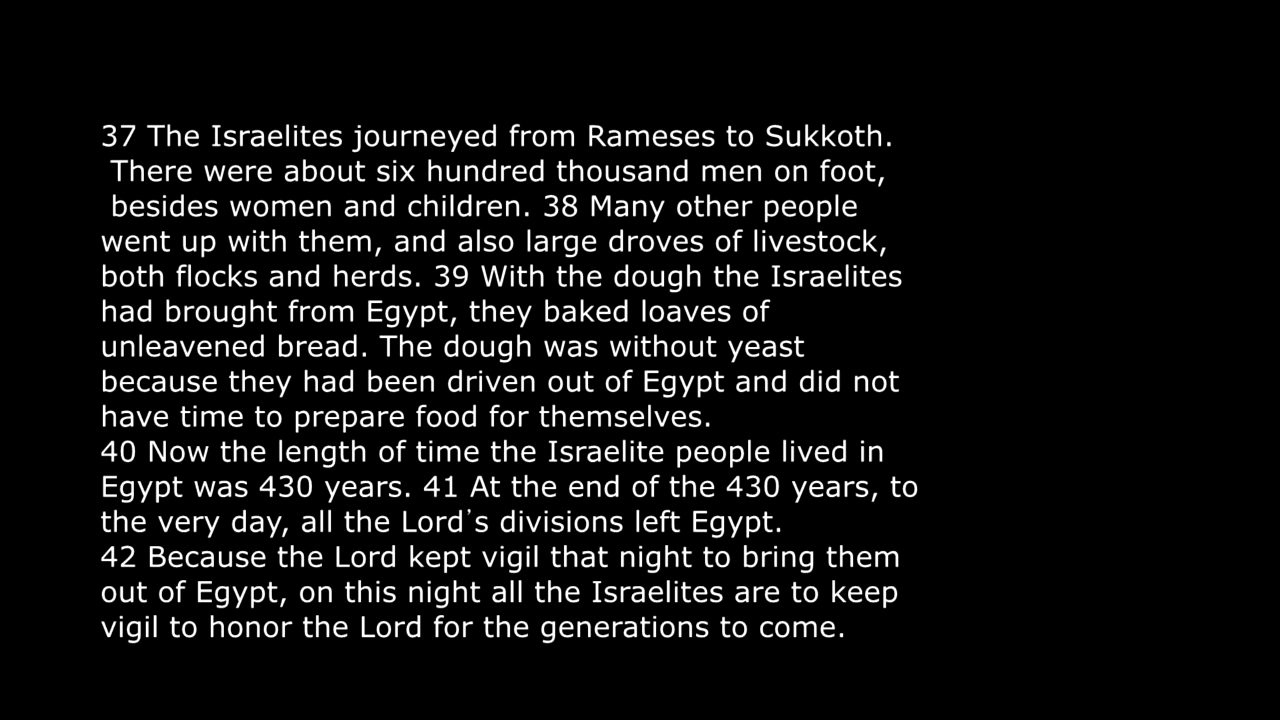 37 The Israelites journeyed from Rameses to Sukkoth.
There were about six hundred thousand men on foot,
besides women and children. 38 Many other people
went up with them, and also large droves of livestock,
both flocks and herds. 39 With the dough the Israelites
had brought from Egypt, they baked loaves of
unleavened bread. The dough was without yeast
because they had been driven out of Egypt and did not
have time to prepare food for themselves.
40 Now the length of time the Israelite people lived in
Egypt was 430 years. 41 At the end of the 430 years, to
the very day, all the Lord’s divisions left Egypt.
42 Because the Lord kept vigil that night to bring them
out of Egypt, on this night all the Israelites are to keep
vigil to honor the Lord for the generations to come.